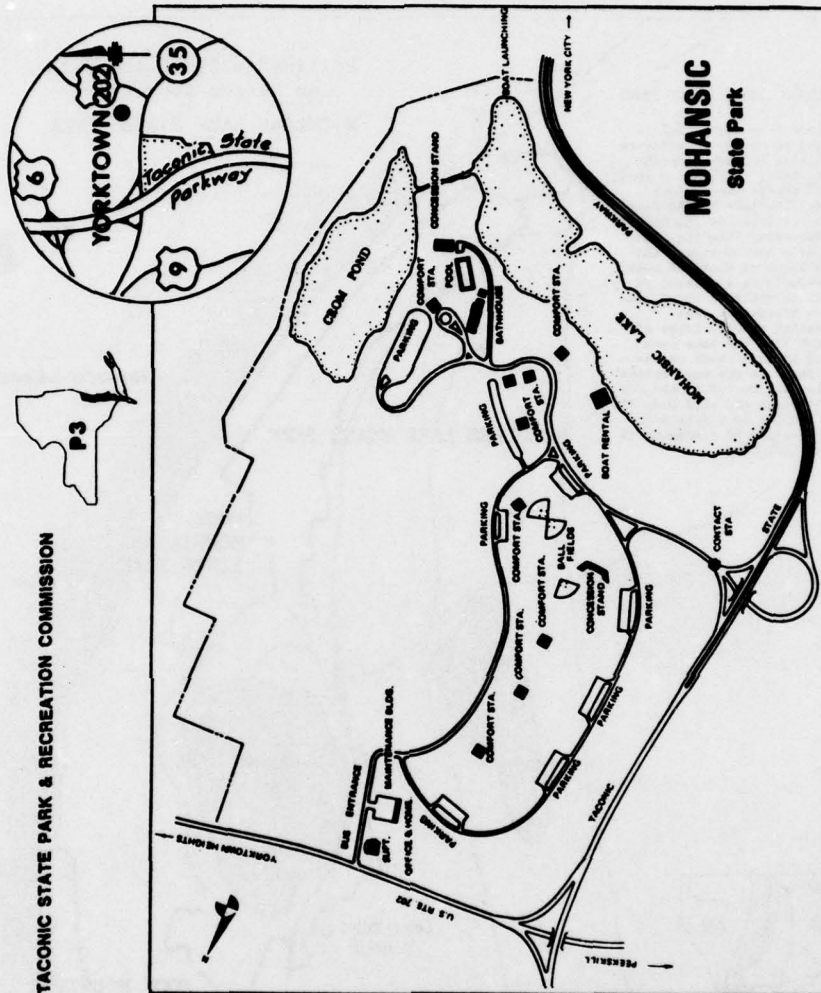 TACONIC STATE PARK & RECREATION COMMISSION
P3
6
YORKTOWN
202
35
Taconic State
Parkway
9
MOHANSIC
State Park
YORKTOWN HEIGHTS
BUS ENTRANCE
MAINTENANCE BLDG.
SUPT.
OFFICE & HOME
U.S RTE. 202
PEEKSKILL
TACONIC
STATE
PARKWAY
NEW YORK CITY
N
PARKING
COMFORT STA.
COMFORT STA.
COMFORT STA.
COMFORT STA.
BALL
FIELDS
CONCESSION
STAND
PARKING
PARKING
PARKING
PARKING
PARKING
PARKING
PARKING
COMFORT
STA.
CONTACT
STA
BOAT RENTAL
COMFORT STA.
MOHANSIC LAKE
BATHHOUSE
POOL
COMFORT
STA.
CONCESSION STAND
CROM POND
BOAT LAUNCHING